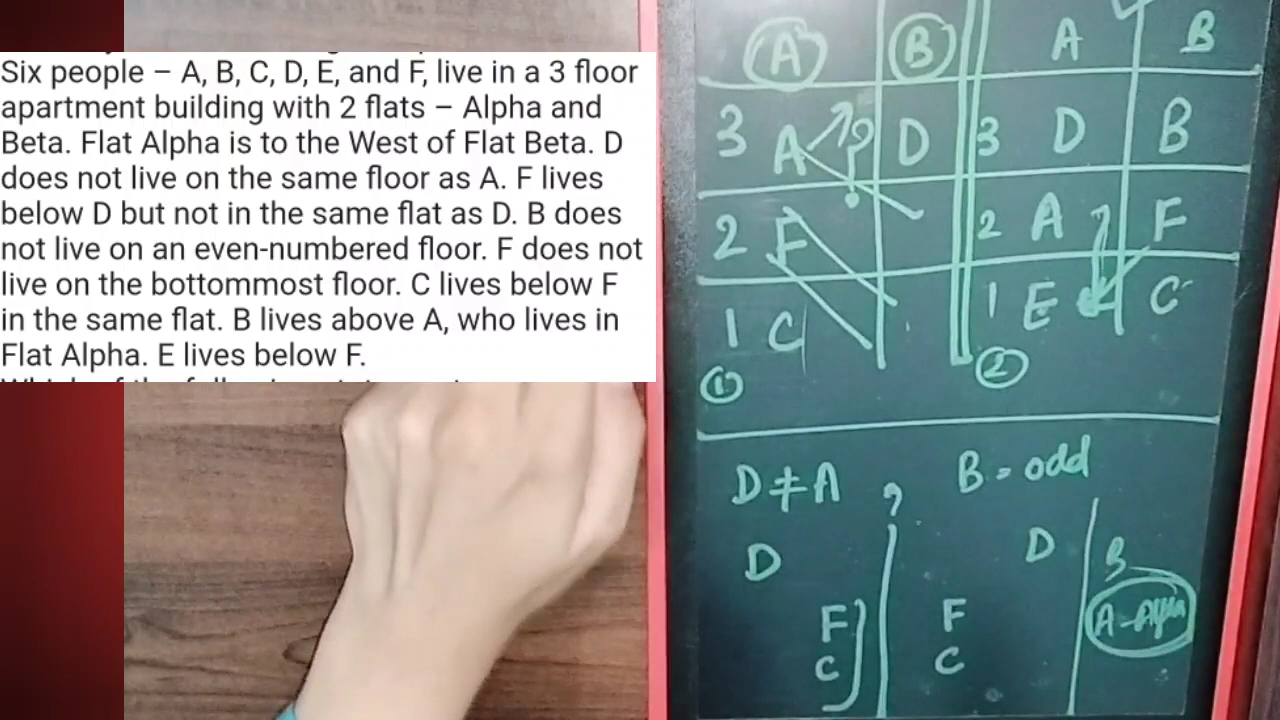 Six people – A, B, C, D, E, and F, live in a 3 floor
apartment building with 2 flats – Alpha and
Beta. Flat Alpha is to the West of Flat Beta. D
does not live on the same floor as A. F lives
below D but not in the same flat as D. B does
not live on an even-numbered floor. F does not
live on the bottommost floor. C lives below F
in the same flat. B lives above A, who lives in
Flat Alpha. E lives below F.
A B A B
3 A ? D 3 D B
2 F 2 A F
1 C 1 E C
① ②
D ≠ A , B = odd
D D B
F F A - Alpha
C C